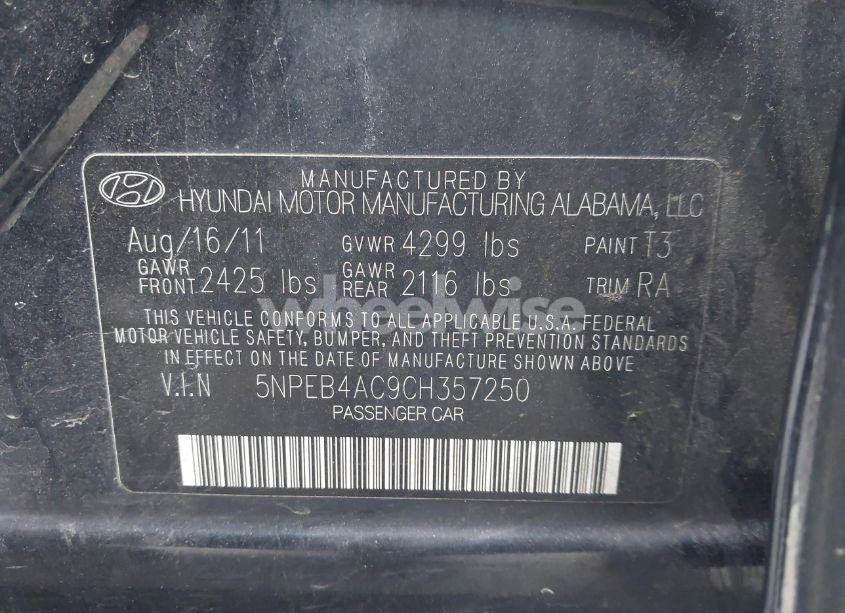 MANUFACTURED BY
HYUNDAI MOTOR MANUFACTURING ALABAMA, LLC
Aug/16/11 GVWR 4299 lbs PAINT T3
GAWR FRONT 2425 lbs GAWR REAR 2116 lbs TRIM RA
wheelwise
THIS VEHICLE CONFORMS TO ALL APPLICABLE U.S.A. FEDERAL
MOTOR VEHICLE SAFETY, BUMPER, AND THEFT PREVENTION STANDARDS
IN EFFECT ON THE DATE OF MANUFACTURE SHOWN ABOVE
V.I.N 5NPEB4AC9CH357250
PASSENGER CAR